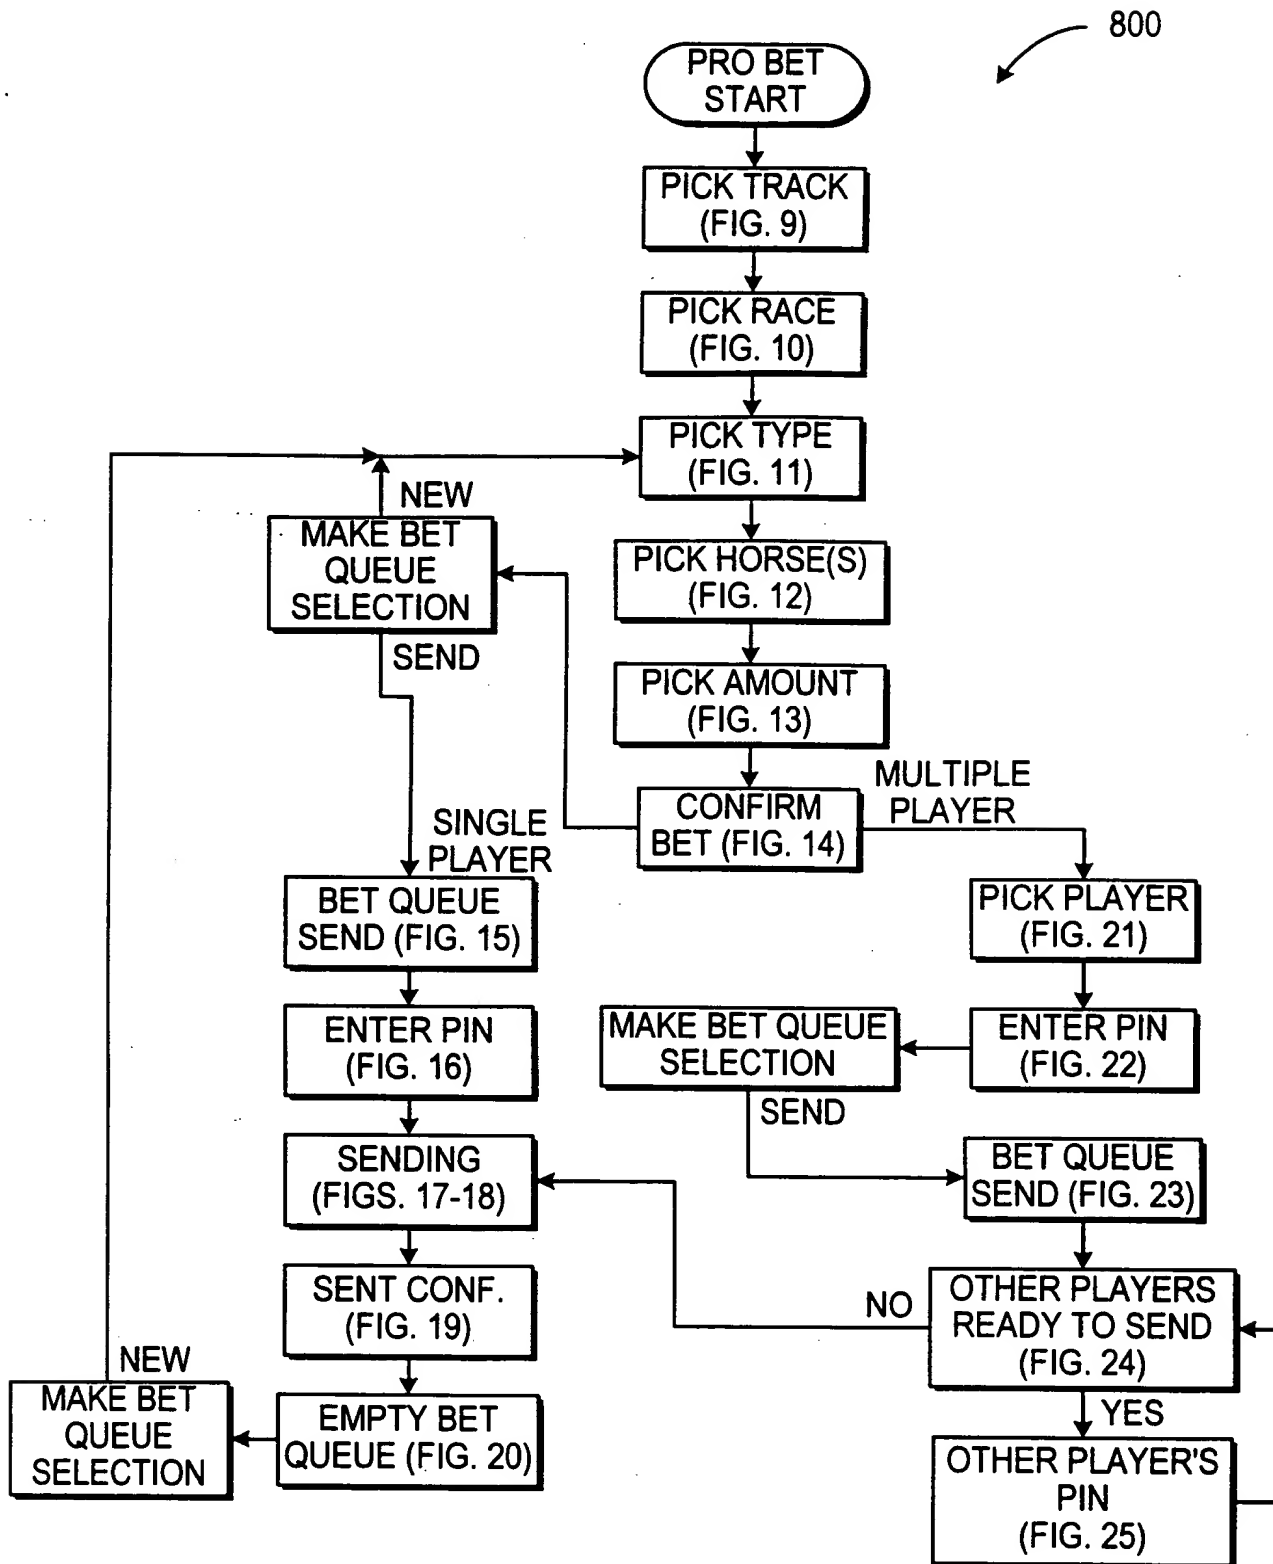 800
PRO BET
START
PICK TRACK
(FIG. 9)
PICK RACE
(FIG. 10)
PICK TYPE
(FIG. 11)
NEW
MAKE BET
QUEUE
SELECTION
SEND
PICK HORSE(S)
(FIG. 12)
PICK AMOUNT
(FIG. 13)
CONFIRM
BET (FIG. 14)
MULTIPLE
PLAYER
SINGLE
PLAYER
BET QUEUE
SEND (FIG. 15)
PICK PLAYER
(FIG. 21)
ENTER PIN
(FIG. 16)
MAKE BET QUEUE
SELECTION
ENTER PIN
(FIG. 22)
SEND
SENDING
(FIGS. 17-18)
BET QUEUE
SEND (FIG. 23)
SENT CONF.
(FIG. 19)
NO
OTHER PLAYERS
READY TO SEND
(FIG. 24)
NEW
MAKE BET
QUEUE
SELECTION
EMPTY BET
QUEUE (FIG. 20)
YES
OTHER PLAYER'S
PIN
(FIG. 25)